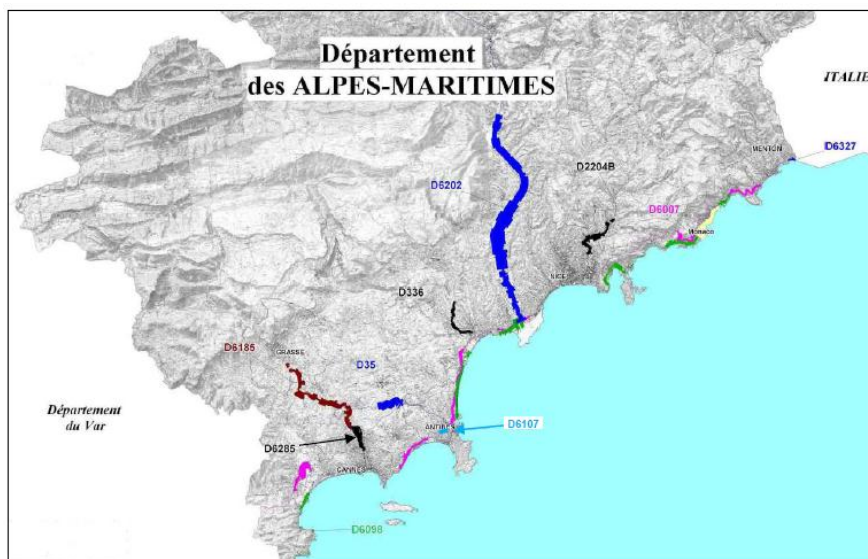 Département
des ALPES-MARITIMES
ITALIE
MENTON
D6327
D2204B
D6202
D6007
Monaco
NICE
D336
D6185
GRASSE
D35
Département
du Var
ANTIBES
D6107
D6285
CANNES
D6098